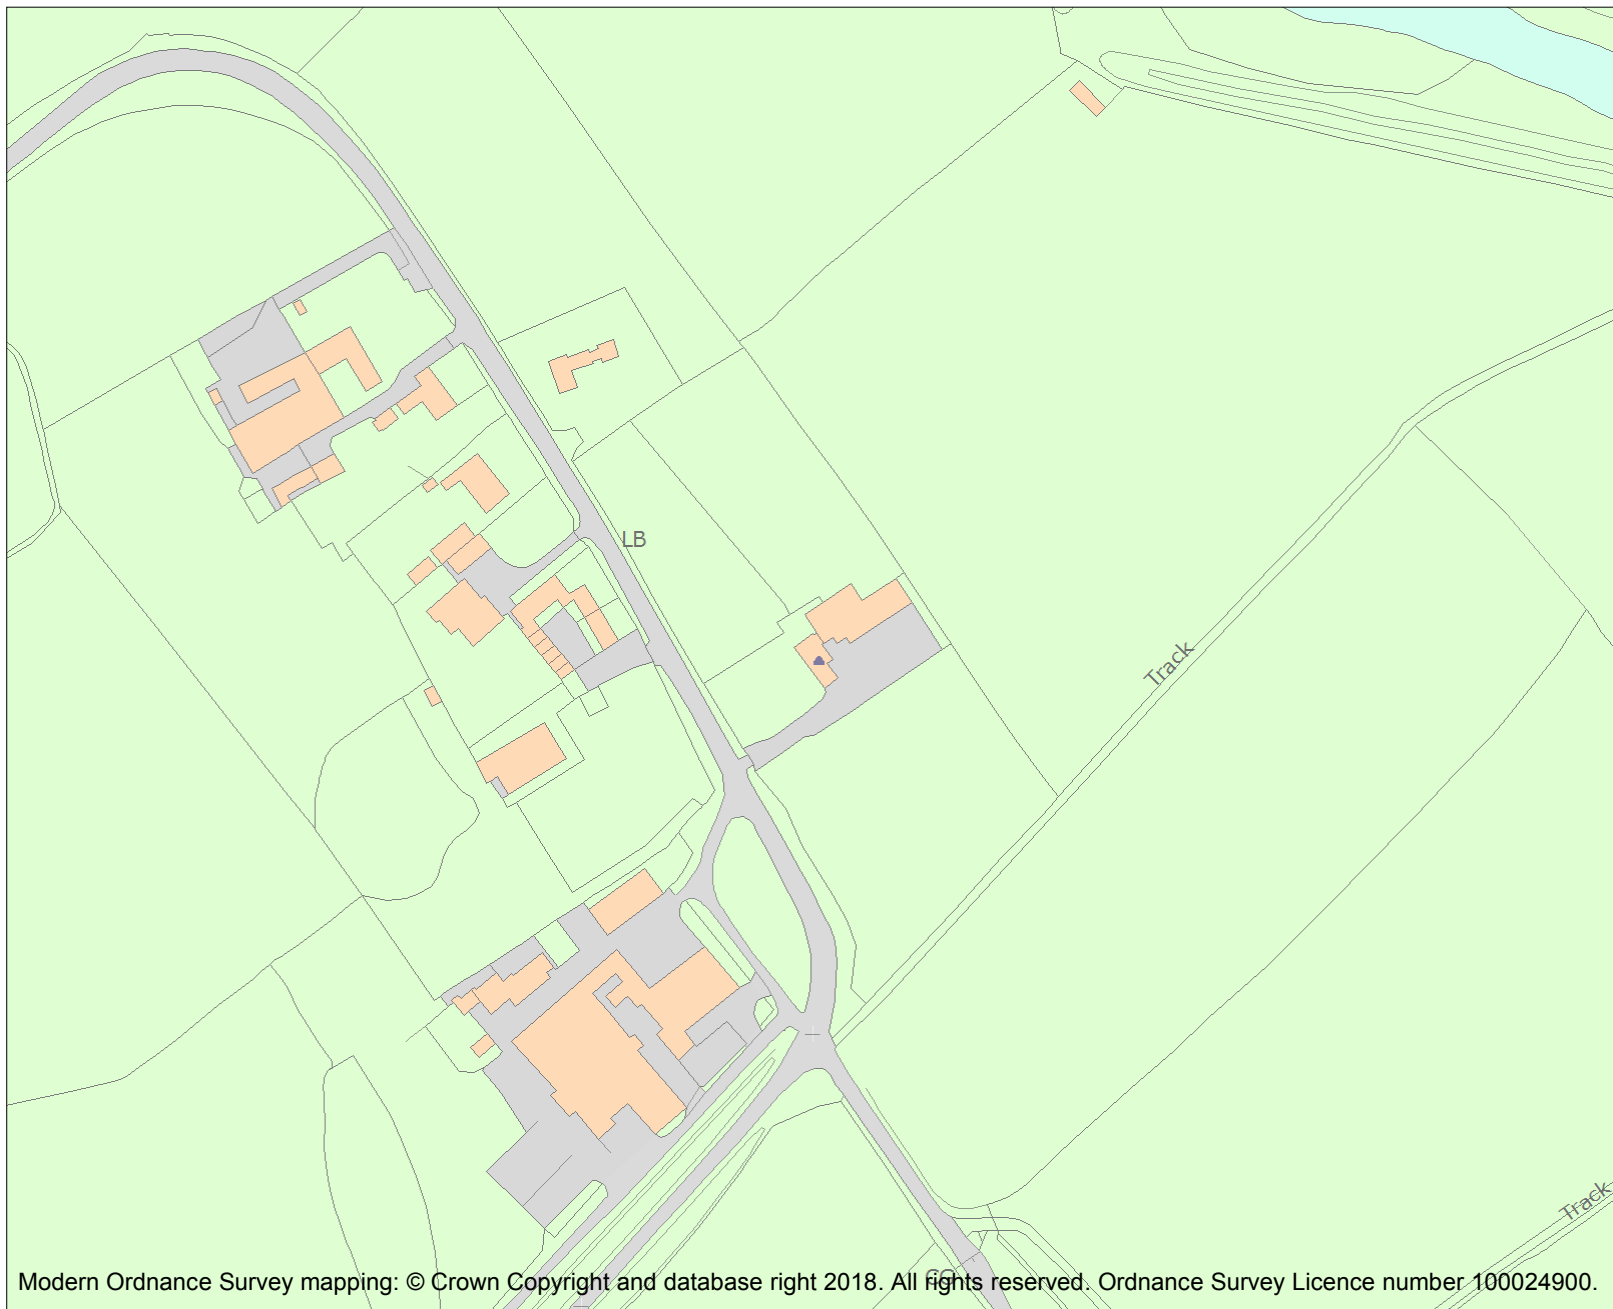 LB
Track
Track
CG
Modern Ordnance Survey mapping: © Crown Copyright and database right 2018. All rights reserved. Ordnance Survey Licence number 100024900.